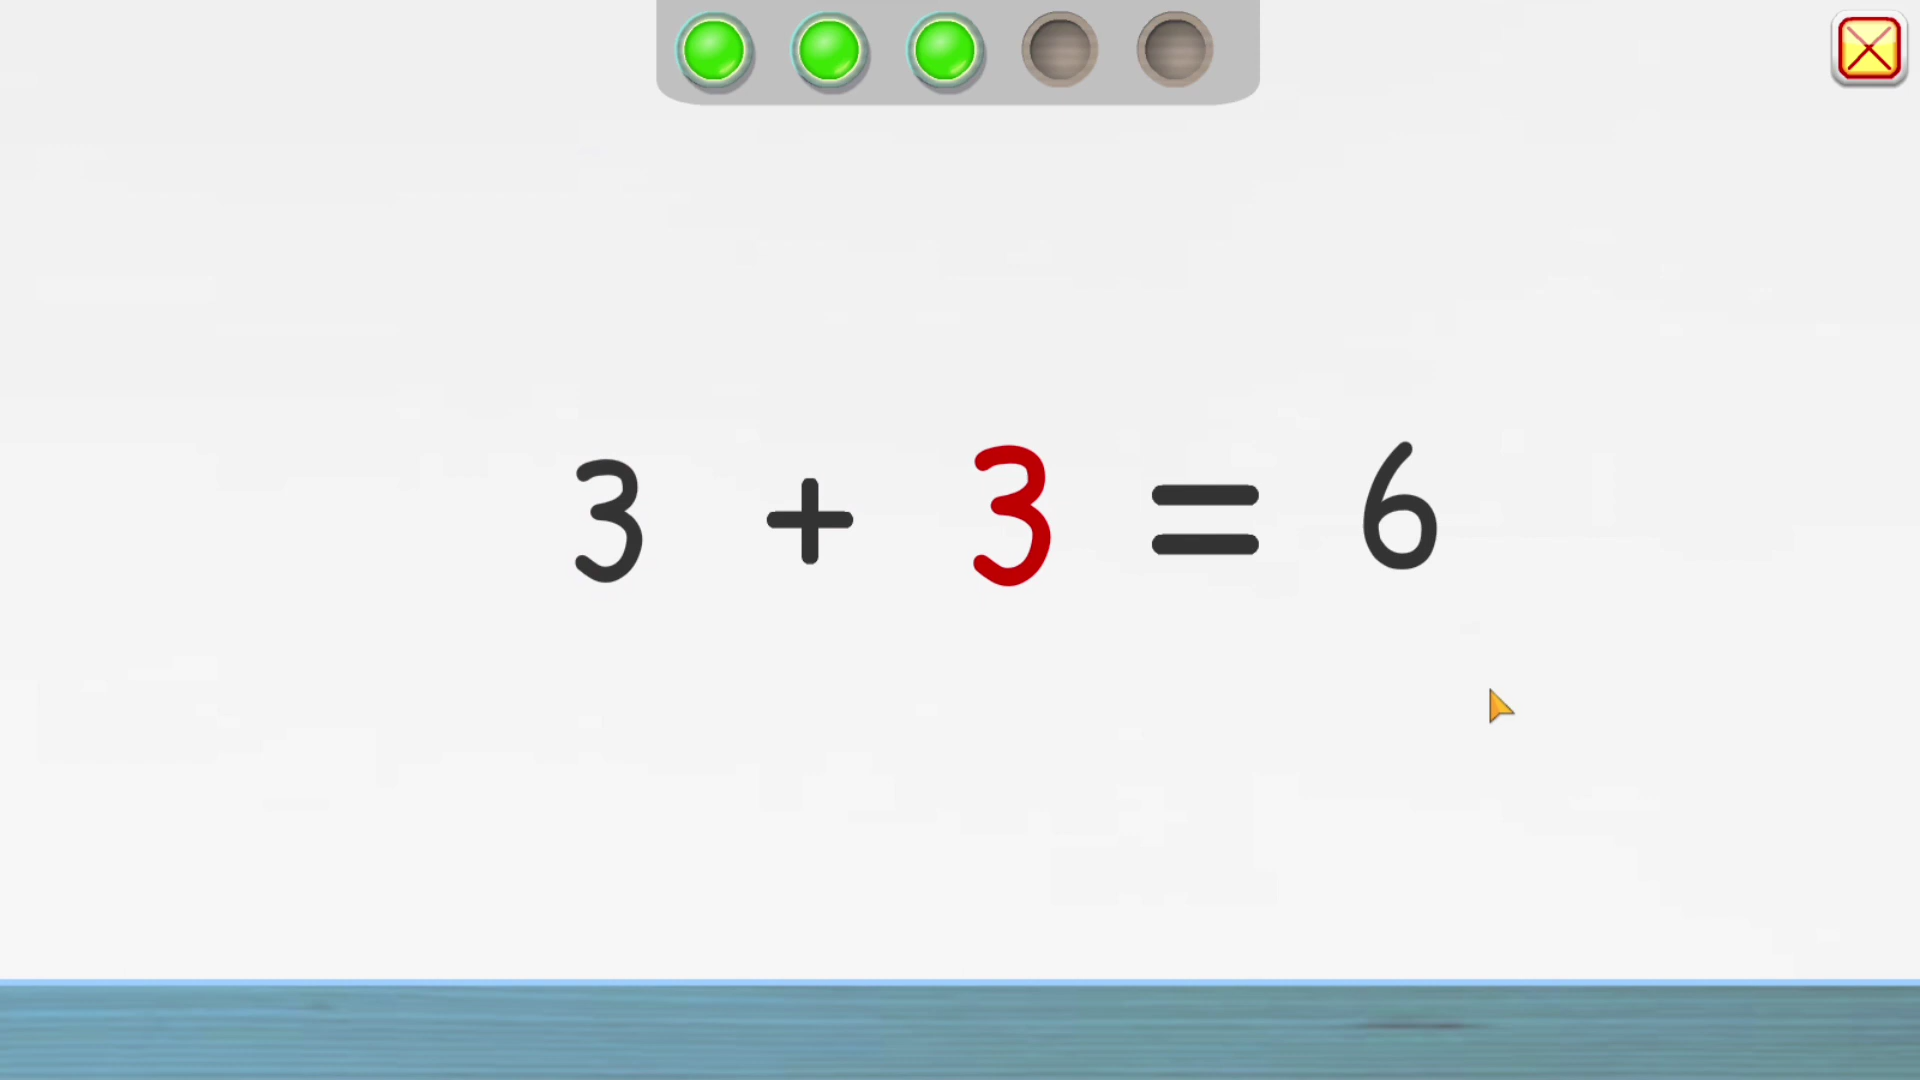 3 + 3 = 6